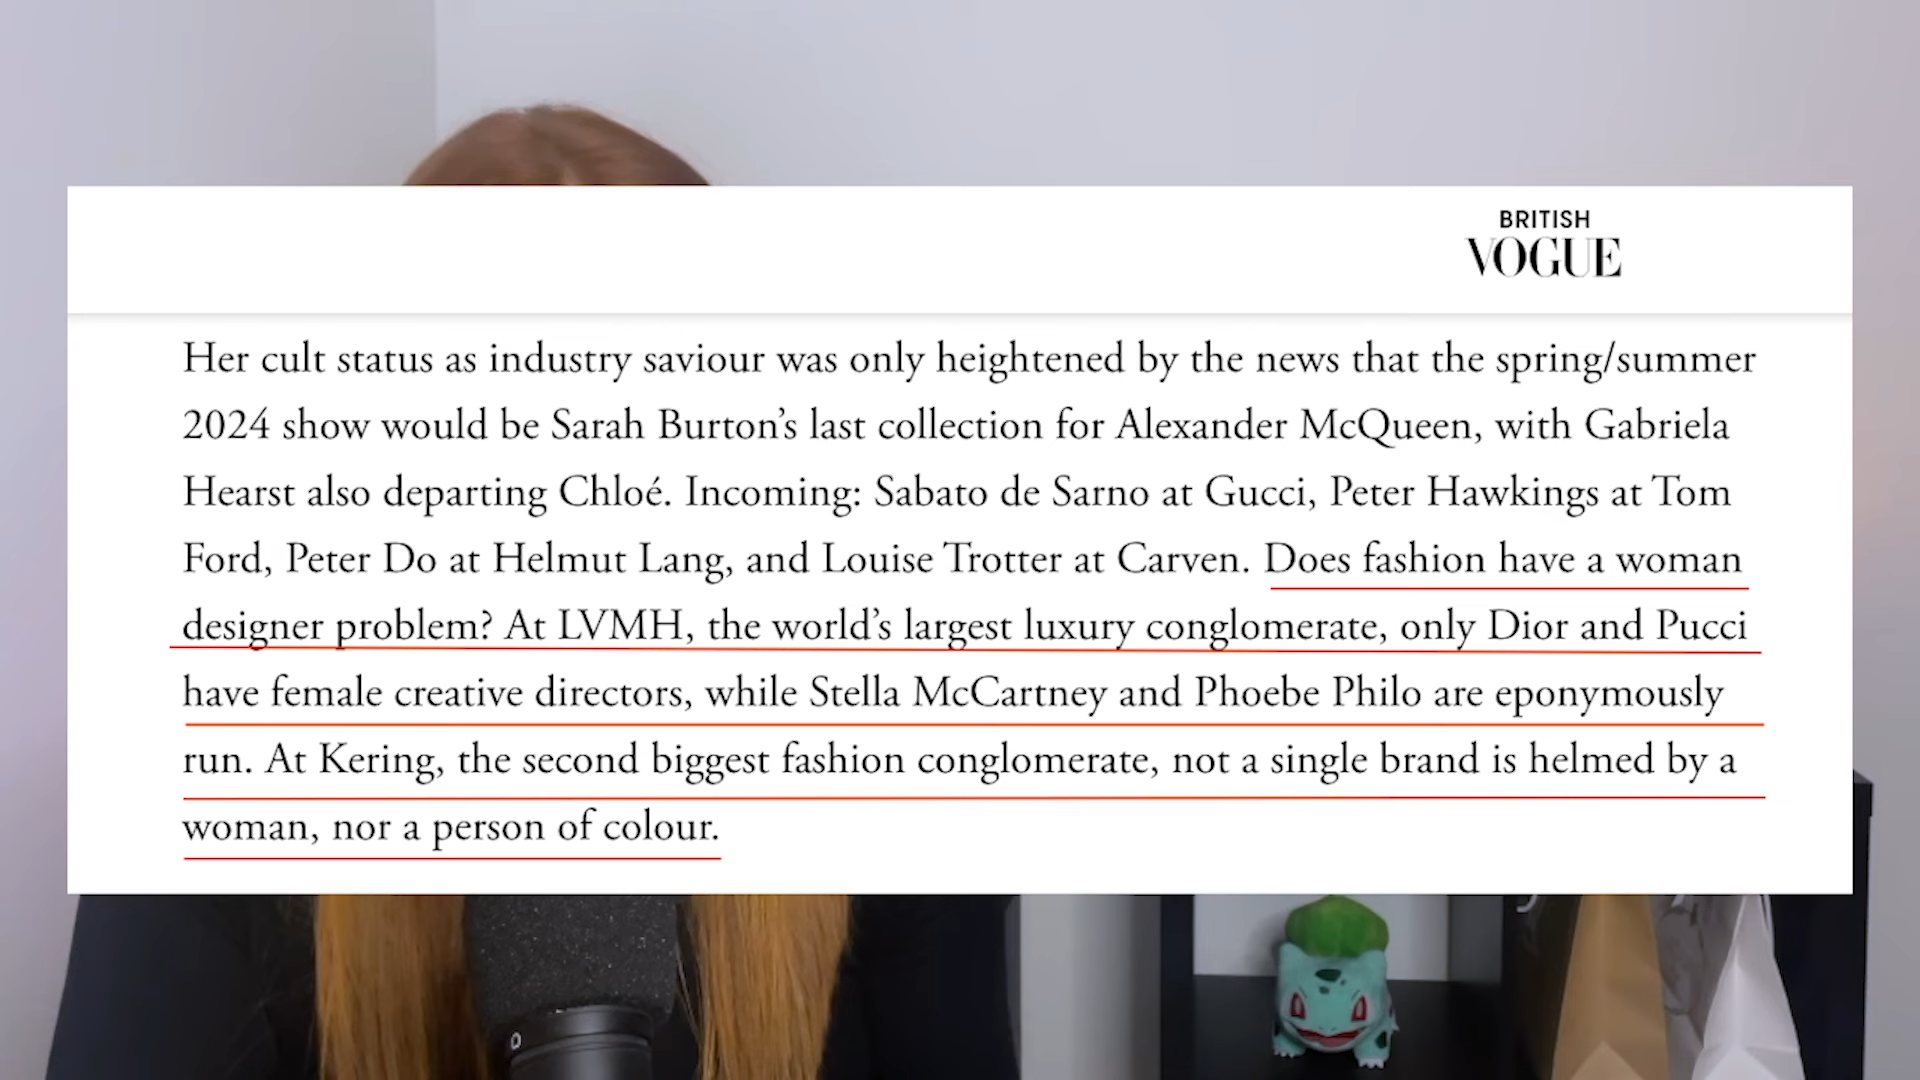 BRITISH
VOGUE
Her cult status as industry saviour was only heightened by the news that the spring/summer
2024 show would be Sarah Burton’s last collection for Alexander McQueen, with Gabriela
Hearst also departing Chloé. Incoming: Sabato de Sarno at Gucci, Peter Hawkings at Tom
Ford, Peter Do at Helmut Lang, and Louise Trotter at Carven. Does fashion have a woman
designer problem? At LVMH, the world’s largest luxury conglomerate, only Dior and Pucci
have female creative directors, while Stella McCartney and Phoebe Philo are eponymously
run. At Kering, the second biggest fashion conglomerate, not a single brand is helmed by a
woman, nor a person of colour.